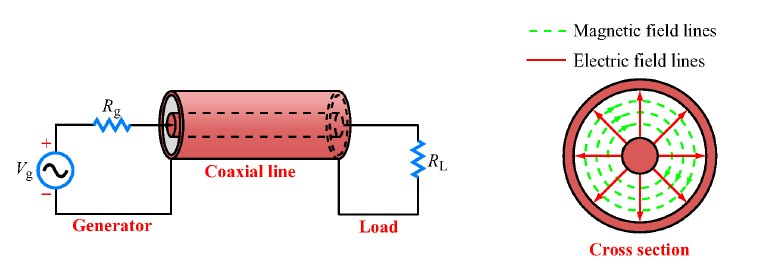 Magnetic field lines
Electric field lines
Rg
+
Vg
−
Coaxial line
RL
Generator
Load
Cross section